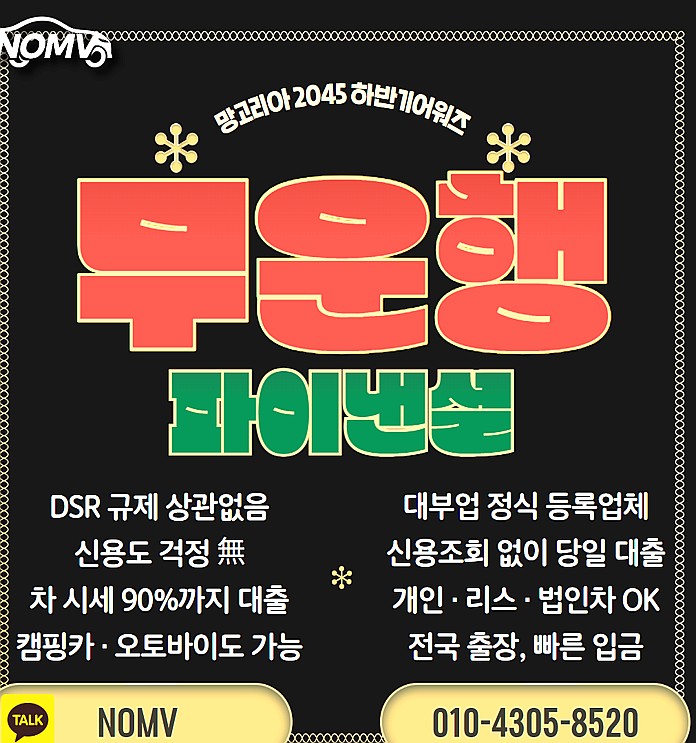 NOMV
망고리아 2045 하반기어워즈
무운행
파이낸셜
DSR 규제 상관없음
신용도 걱정 無
차 시세 90%까지 대출
캠핑카 · 오토바이도 가능
대부업 정식 등록업체
신용조회 없이 당일 대출
개인 · 리스 · 법인차 OK
전국 출장, 빠른 입금
TALK
NOMV
010-4305-8520